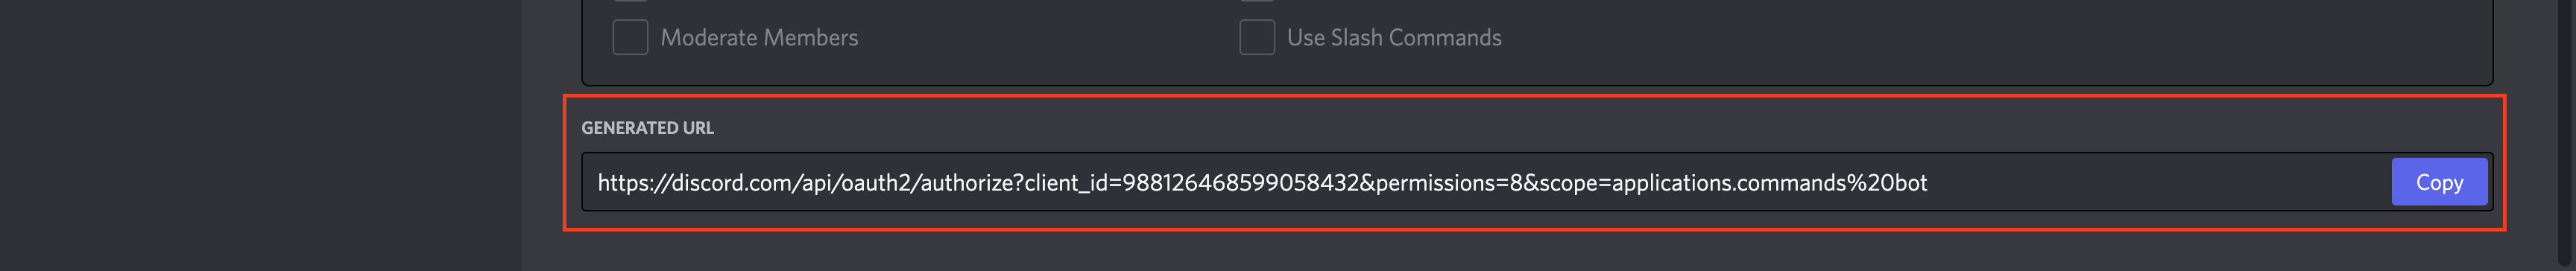 Moderate Members
Use Slash Commands
GENERATED URL
https://discord.com/api/oauth2/authorize?client_id=988126468599058432&permissions=8&scope=applications.commands%20bot
Copy